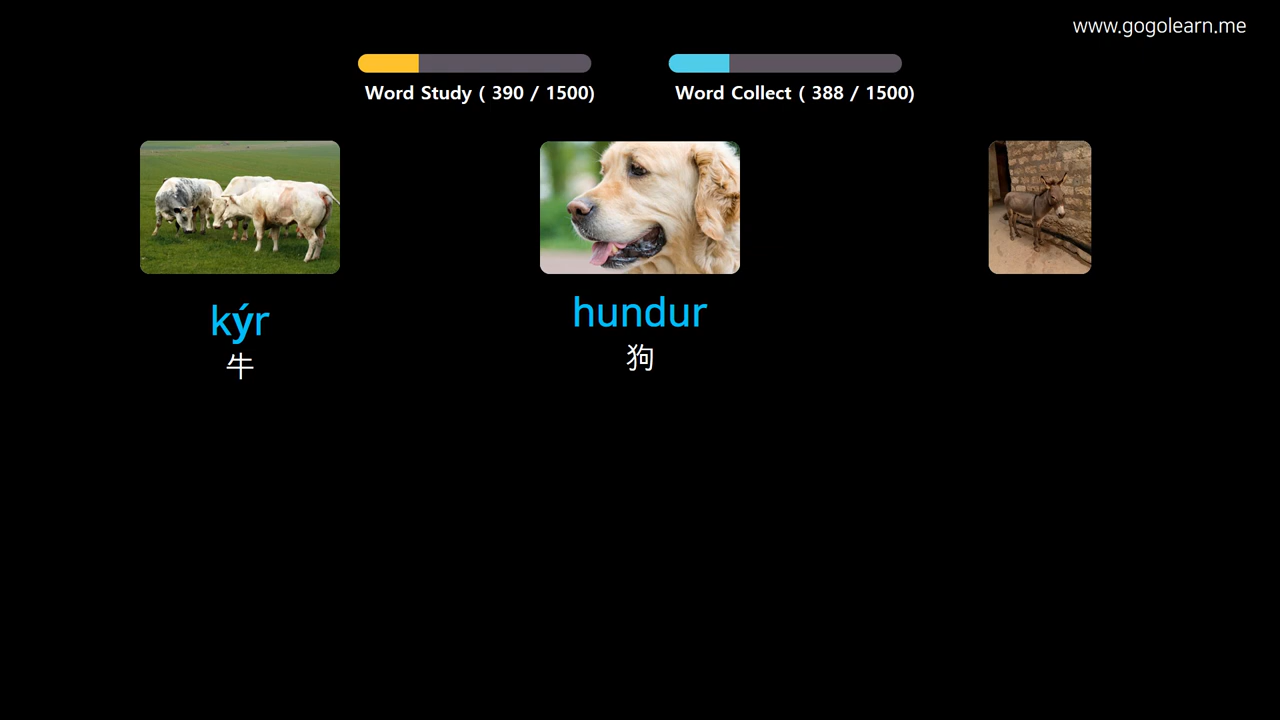 www.gogolearn.me
Word Study ( 390 / 1500)
Word Collect ( 388 / 1500)
kýr
牛
hundur
狗